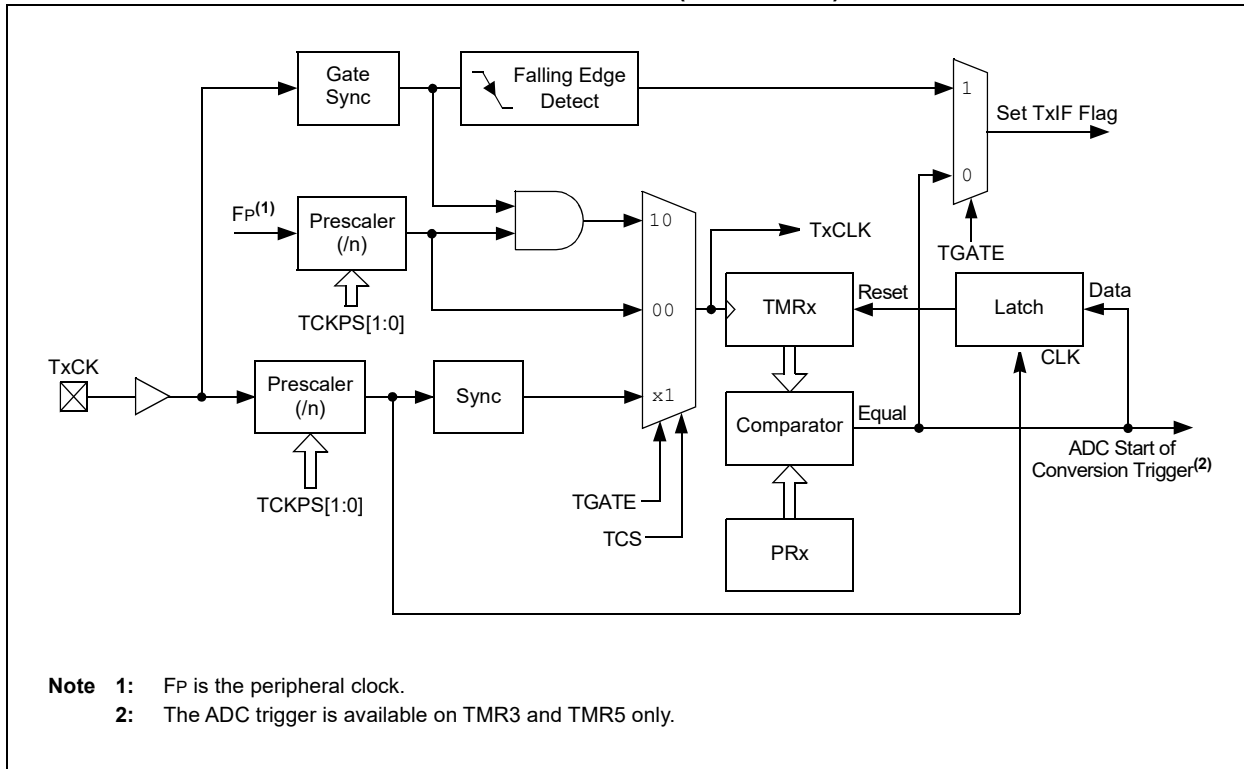 Gate
Sync
Falling Edge
Detect
1
Set TxIF Flag
0
FP(1)
Prescaler
(/n)
10
TxCLK
TGATE
TCKPS[1:0]
00
TMRx
Reset
Latch
Data
CLK
TxCK
Prescaler
(/n)
Sync
x1
Comparator
Equal
ADC Start of
Conversion Trigger(2)
TCKPS[1:0]
TGATE
TCS
PRx
Note 1: FP is the peripheral clock.
2: The ADC trigger is available on TMR3 and TMR5 only.